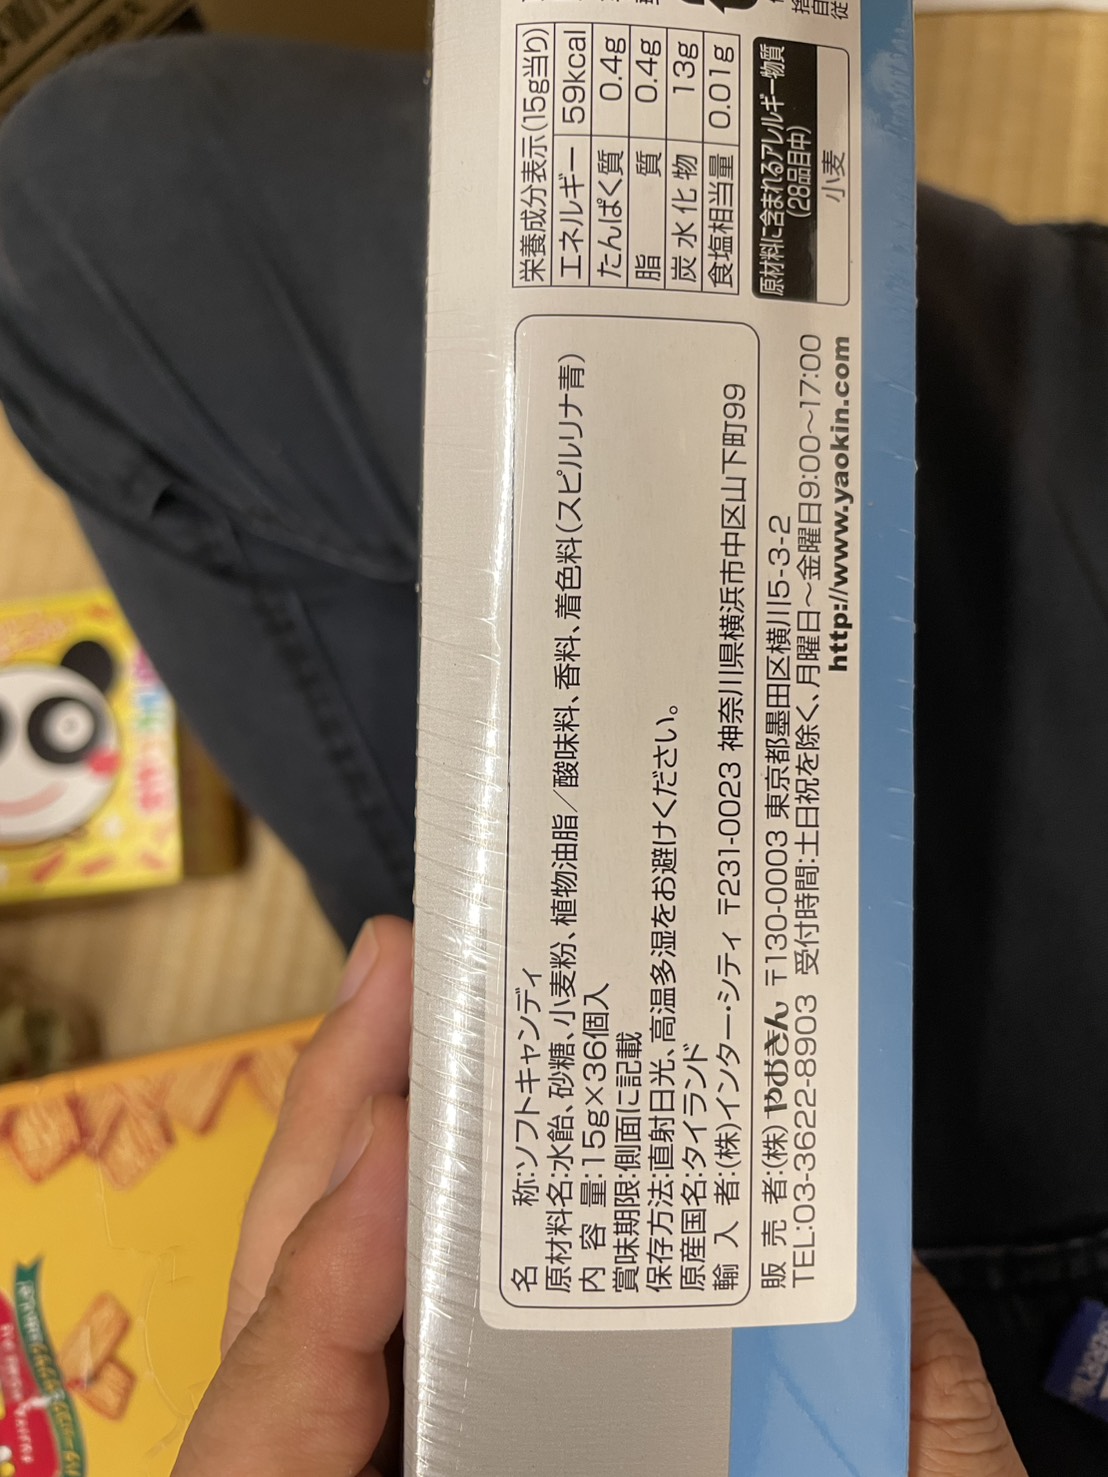 名　　称:ソフトキャンディ
原材料名:水飴、砂糖、小麦粉、植物油脂／酸味料、香料、着色料(スピルリナ青)
内 容 量:15g×36個入
賞味期限:側面に記載
保存方法:直射日光、高温多湿をお避けください。
原産国名:タイランド
輸 入 者:(株)インター・シティ 〒231-0023 神奈川県横浜市中区山下町99
販 売 者:(株)やおきん 〒130-0003 東京都墨田区横川5-3-2
TEL:03-3622-8903 受付時間:土日祝を除く、月曜日～金曜日9:00～17:00
http://www.yaokin.com
栄養成分表示(15g当り)
エネルギー 59kcal
たんぱく質 0.4g
脂　　質 0.4g
炭水化物 13g
食塩相当量 0.01g
原材料に含まれるアレルギー物質
(28品目中)
小麦